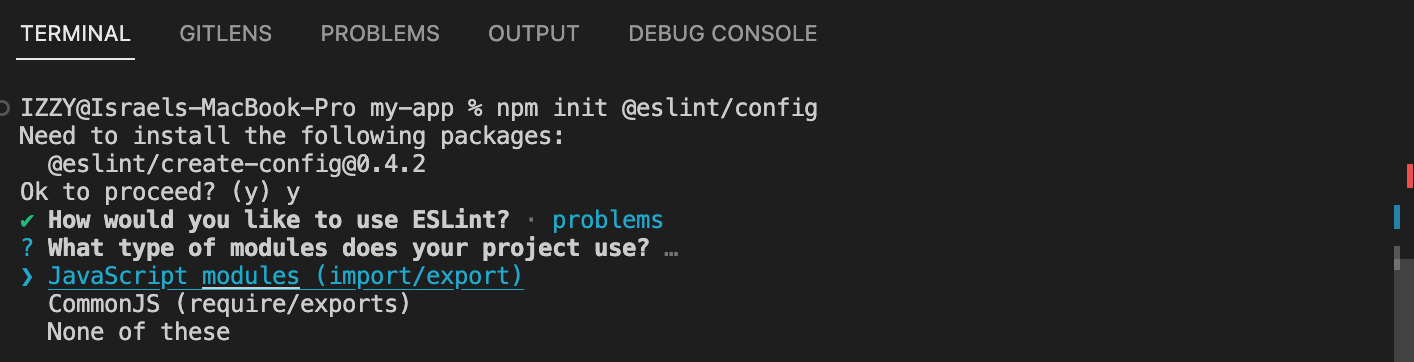 TERMINAL GITLENS PROBLEMS OUTPUT DEBUG CONSOLE
IZZY@Israels-MacBook-Pro my-app % npm init @eslint/config
Need to install the following packages:
  @eslint/create-config@0.4.2
Ok to proceed? (y) y
✔ How would you like to use ESLint? · problems
? What type of modules does your project use? …
❯ JavaScript modules (import/export)
  CommonJS (require/exports)
  None of these